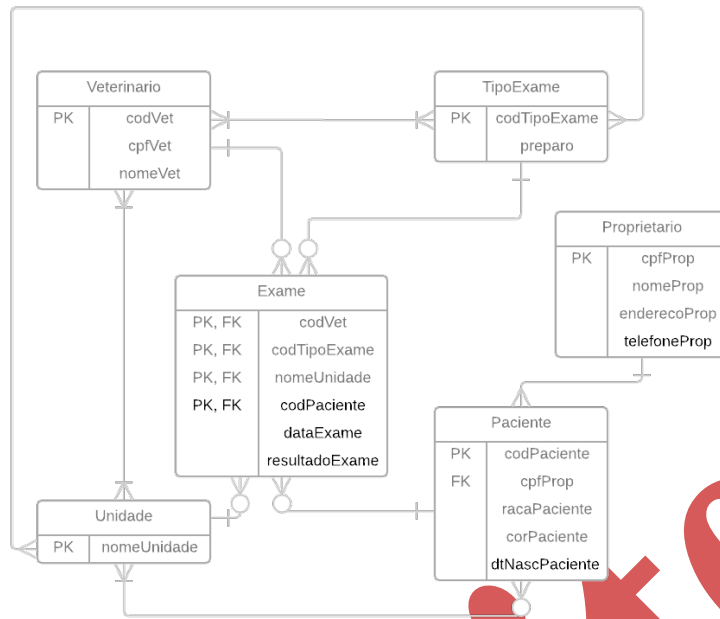 Veterinario
PK codVet
cpfVet
nomeVet
TipoExame
PK codTipoExame
preparo
Proprietario
PK cpfProp
nomeProp
enderecoProp
telefoneProp
Exame
PK, FK codVet
PK, FK codTipoExame
PK, FK nomeUnidade
PK, FK codPaciente
dataExame
resultadoExame
Paciente
PK codPaciente
FK cpfProp
racaPaciente
corPaciente
dtNascPaciente
Unidade
PK nomeUnidade